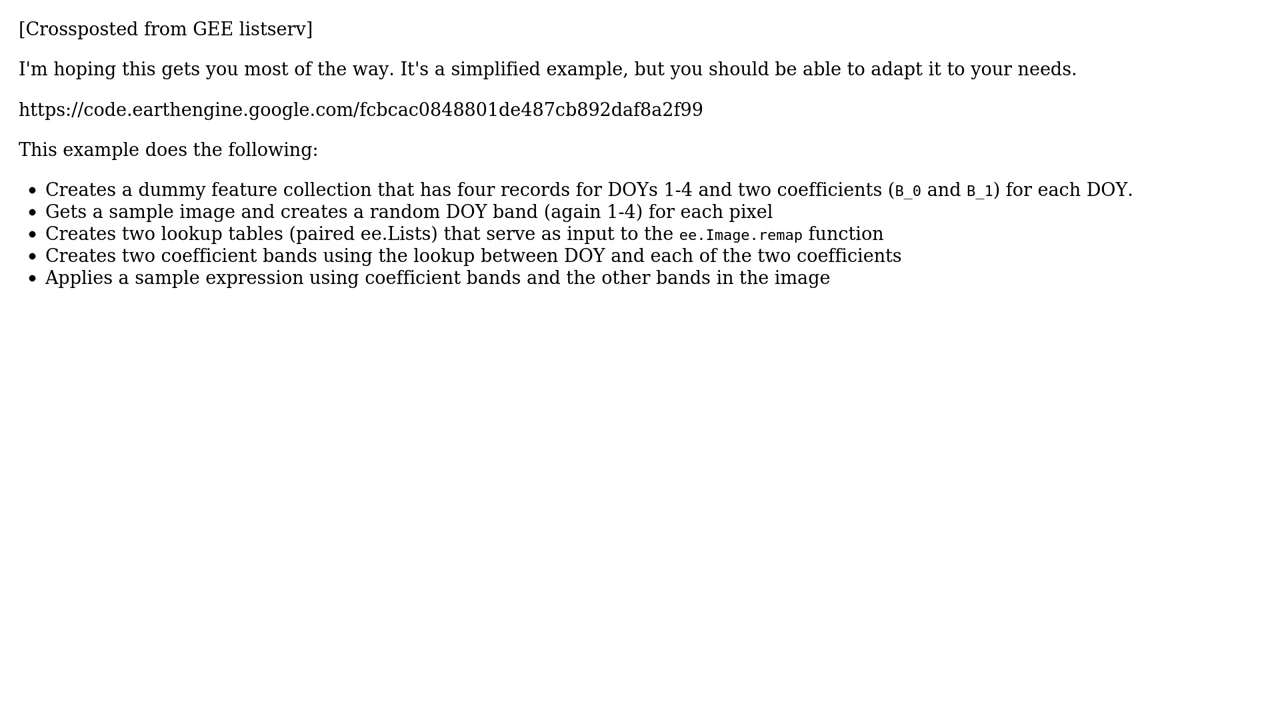 [Crossposted from GEE listserv]
I'm hoping this gets you most of the way. It's a simplified example, but you should be able to adapt it to your needs.
https://code.earthengine.google.com/fcbcac0848801de487cb892daf8a2f99
This example does the following:
• Creates a dummy feature collection that has four records for DOYs 1-4 and two coefficients (B_0 and B_1) for each DOY.
• Gets a sample image and creates a random DOY band (again 1-4) for each pixel
• Creates two lookup tables (paired ee.Lists) that serve as input to the ee.Image.remap function
• Creates two coefficient bands using the lookup between DOY and each of the two coefficients
• Applies a sample expression using coefficient bands and the other bands in the image